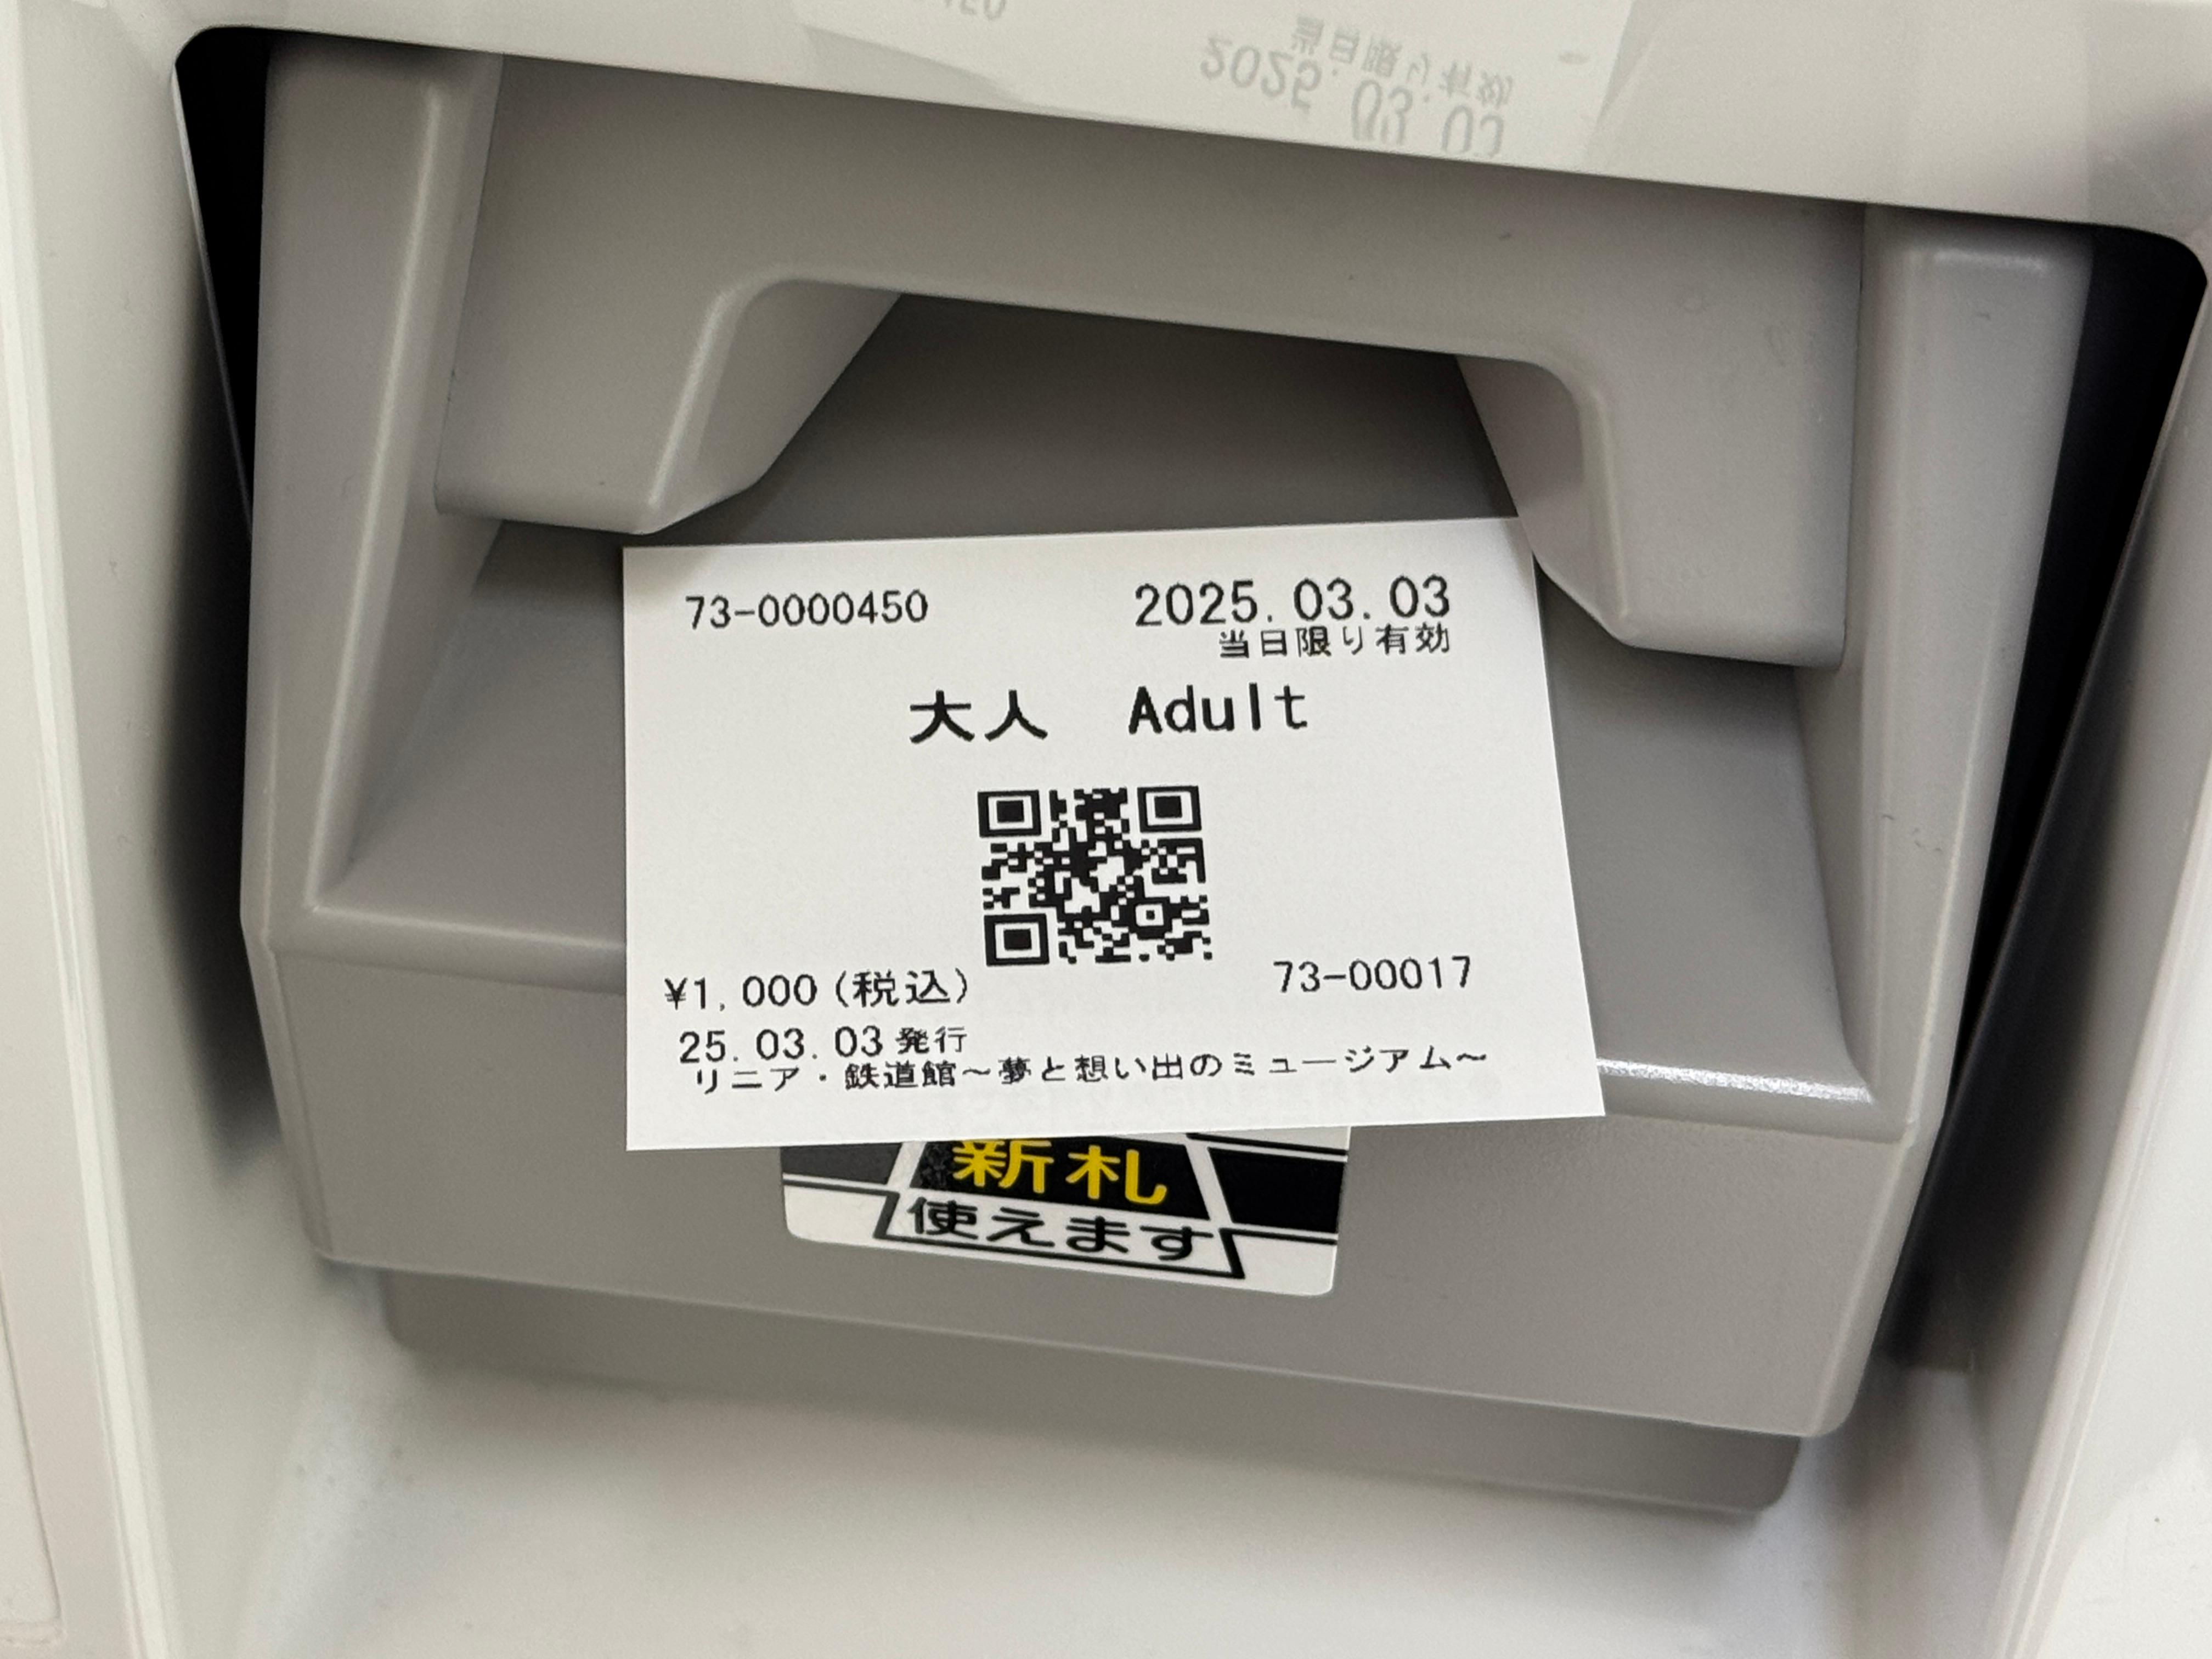 73-0000450
2025.03.03
当日限り有効
大人　Adult
¥1,000(税込)
73-00017
25.03.03発行
リニア・鉄道館～夢と想い出のミュージアム～
新札
使えます